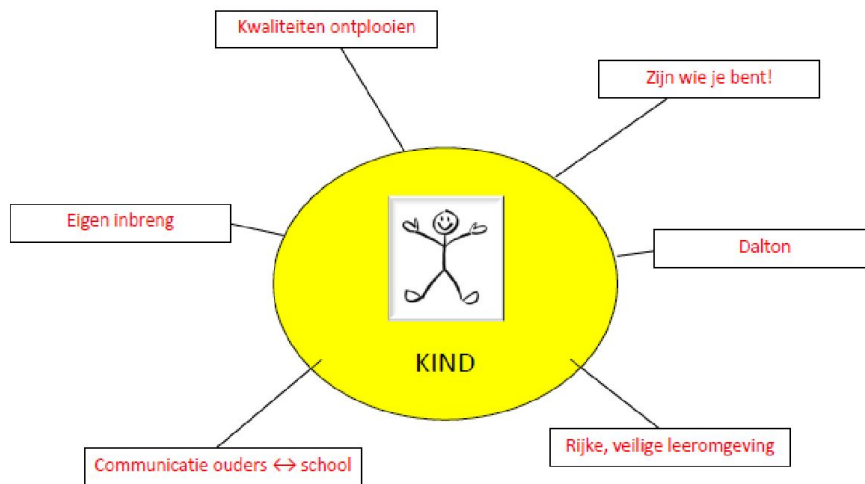 Kwaliteiten ontplooien
Zijn wie je bent!
Eigen inbreng
Dalton
KIND
Communicatie ouders ↔ school
Rijke, veilige leeromgeving